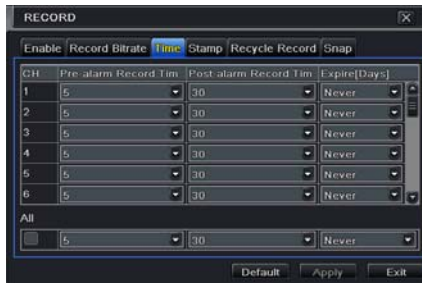 RECORD
Enable Record Bitrate Time Stamp Recycle Record Snap
CH Pre-alarm Record Tim Post alarm Record Tim Expire[Days]
1 5 30 Never
2 5 30 Never
3 5 30 Never
4 5 30 Never
5 5 30 Never
6 5 30 Never
All
5 30 Never
Default Apply Exit